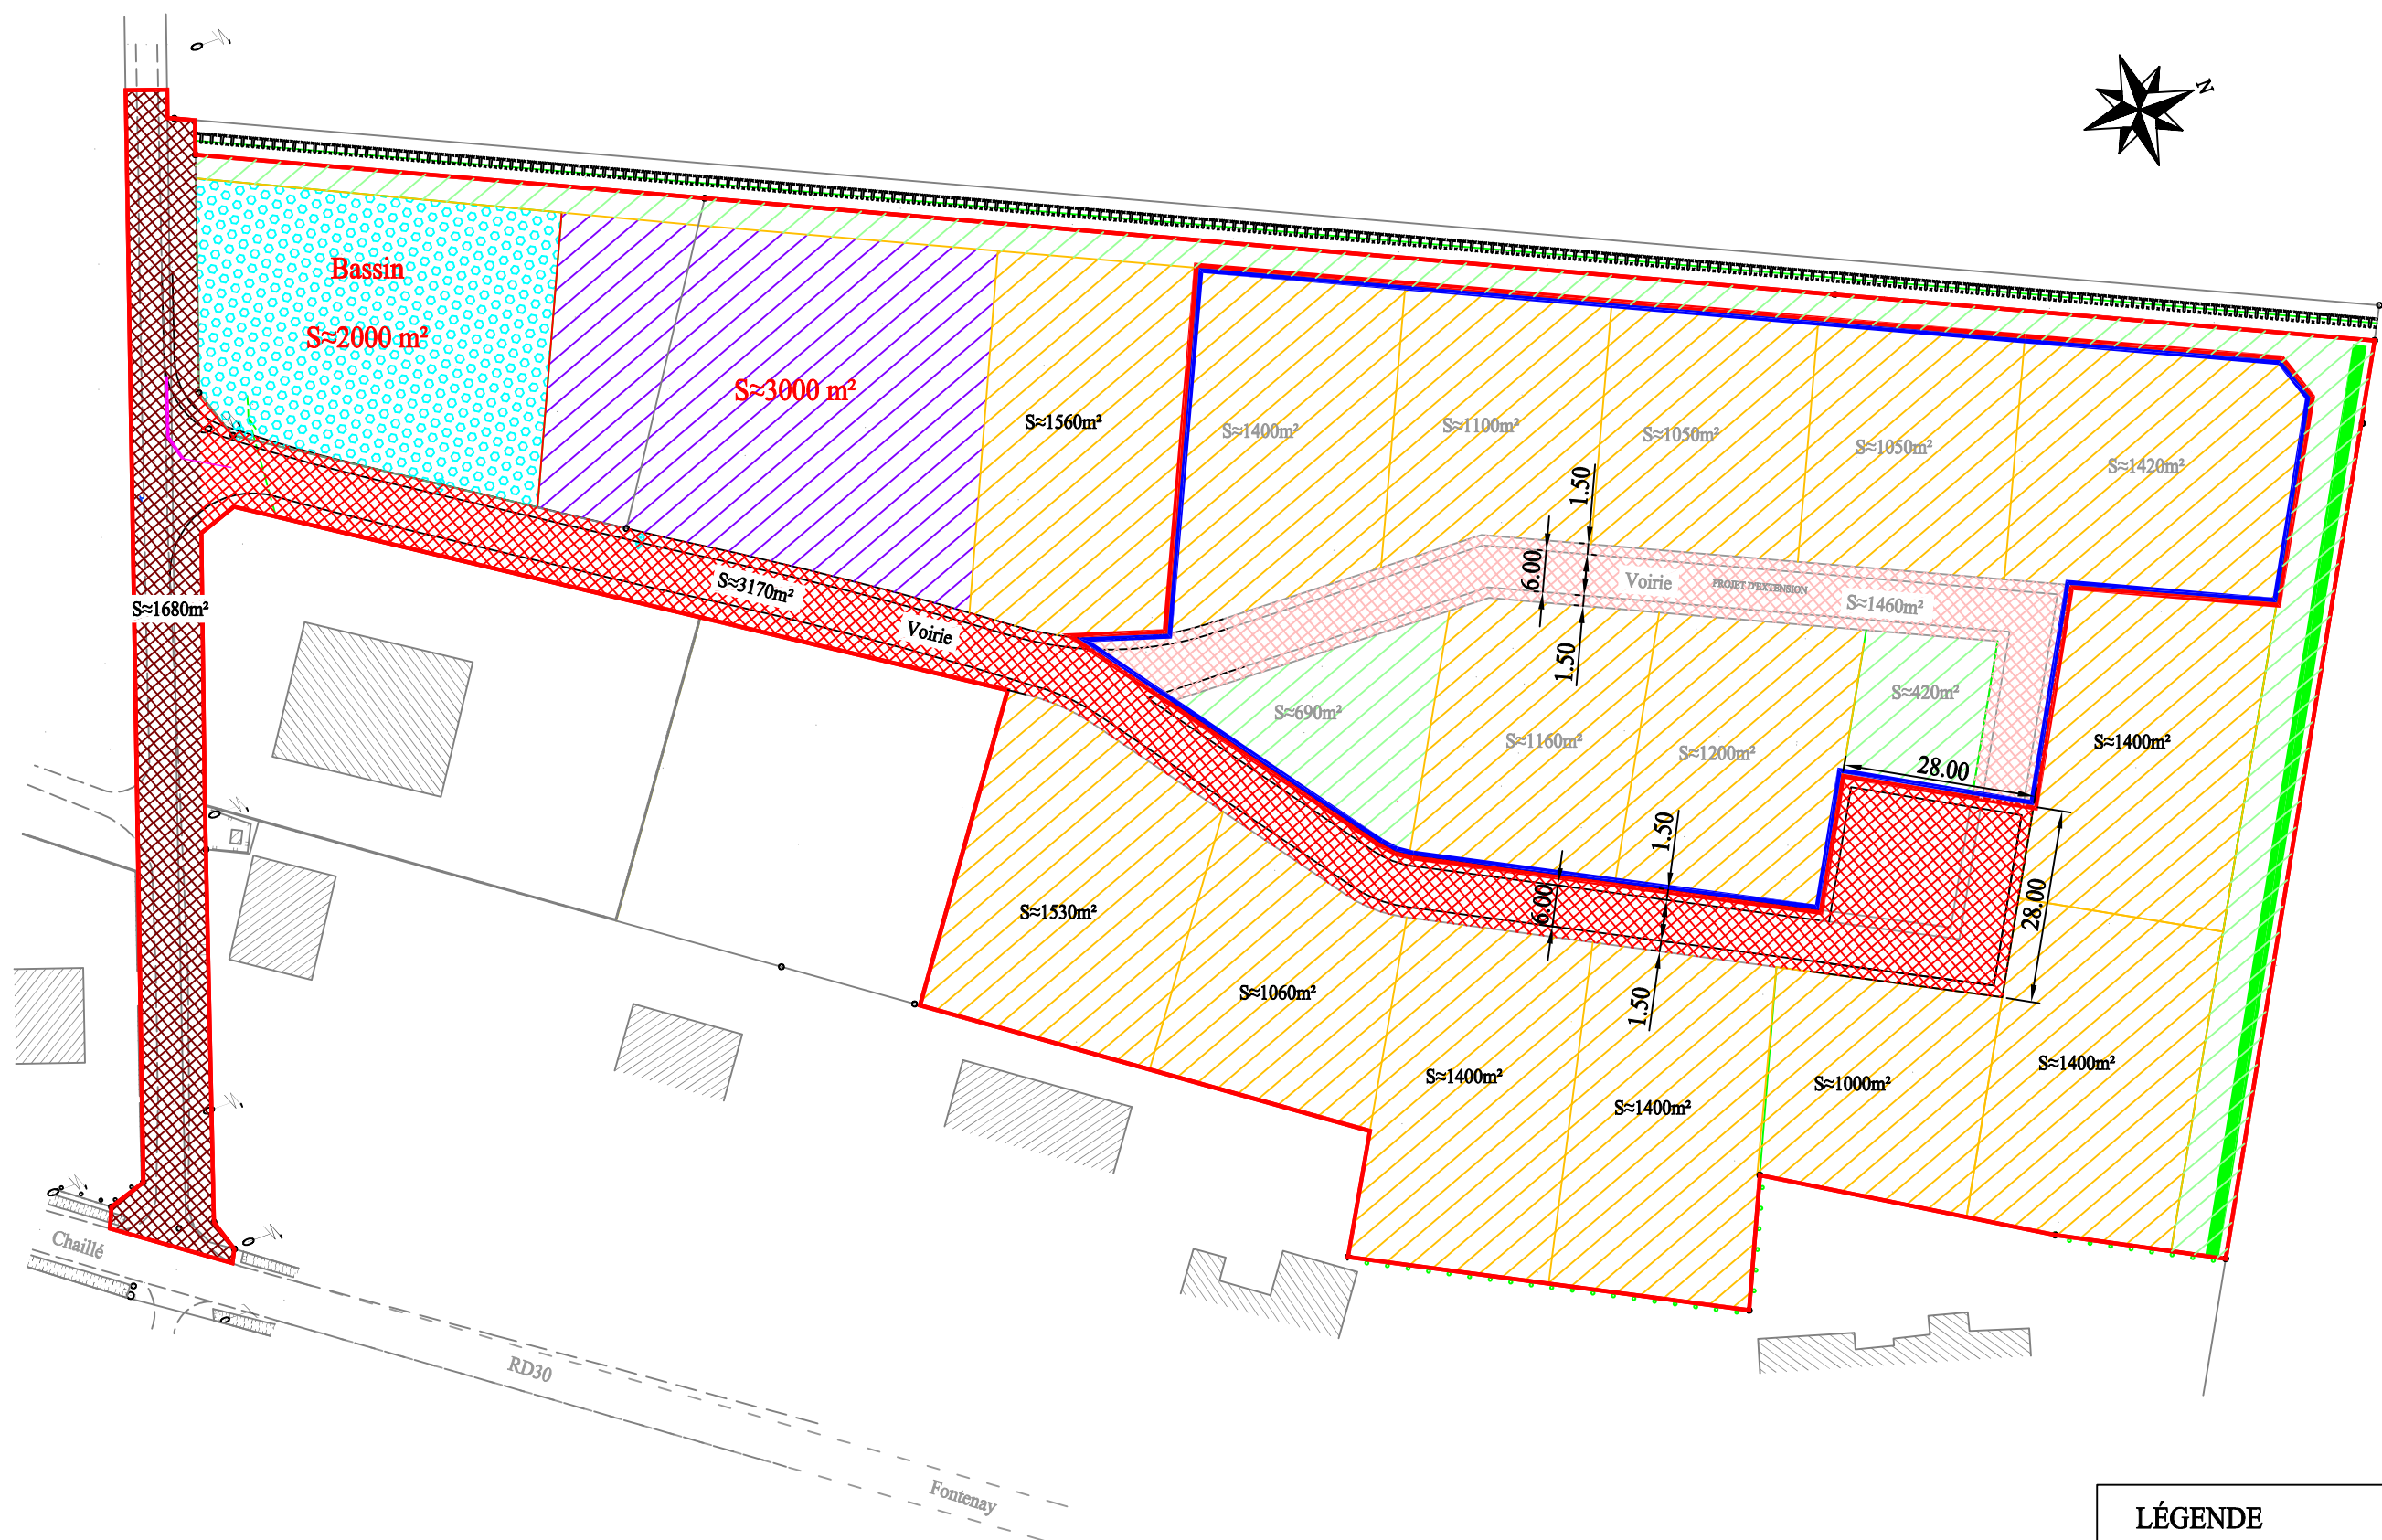 N
Bassin
S≈2000 m²
S≈3000 m²
S≈1560m²
S≈1400m²
S≈1100m²
S≈1050m²
S≈1050m²
S≈1420m²
1.50
6.00
Voirie
PROJET D'EXTENSION
S≈1460m²
S≈3170m²
S≈1680m²
Voirie
1.50
S≈690m²
S≈1160m²
S≈1200m²
S≈420m²
S≈1400m²
28.00
1.50
6.00
28.00
S≈1530m²
S≈1060m²
1.50
S≈1400m²
S≈1400m²
S≈1000m²
S≈1400m²
Chaillé
RD30
Fontenay
LÉGENDE